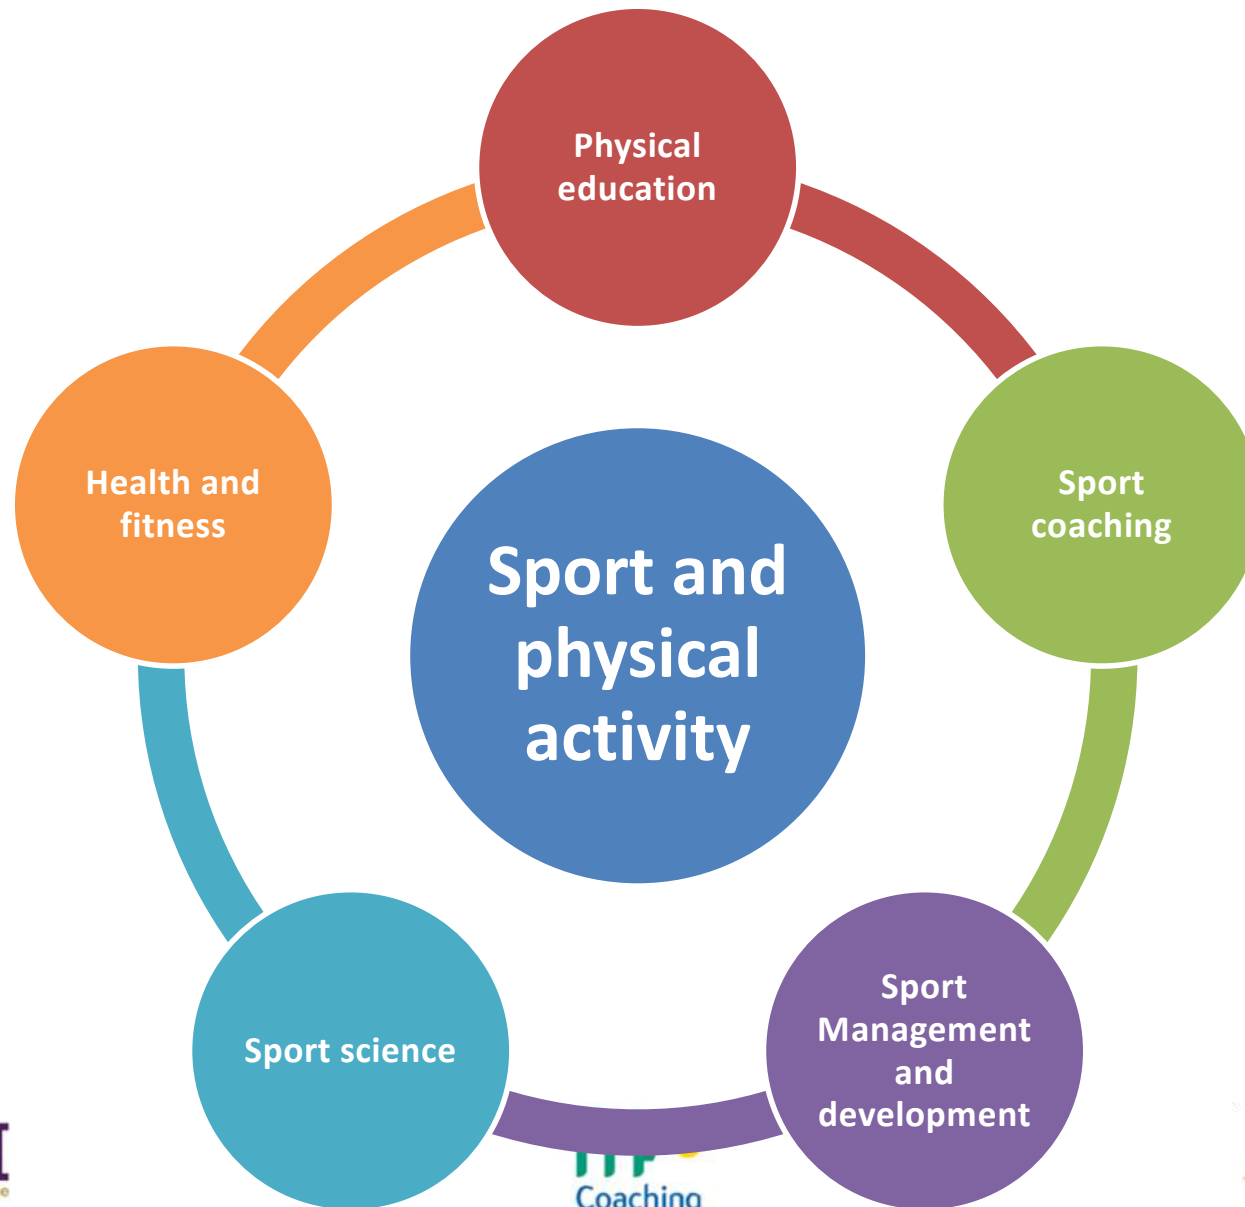 Physical
education
Health and
fitness
Sport
coaching
Sport and
physical
activity
Sport science
Sport
Management
and
development
Coaching